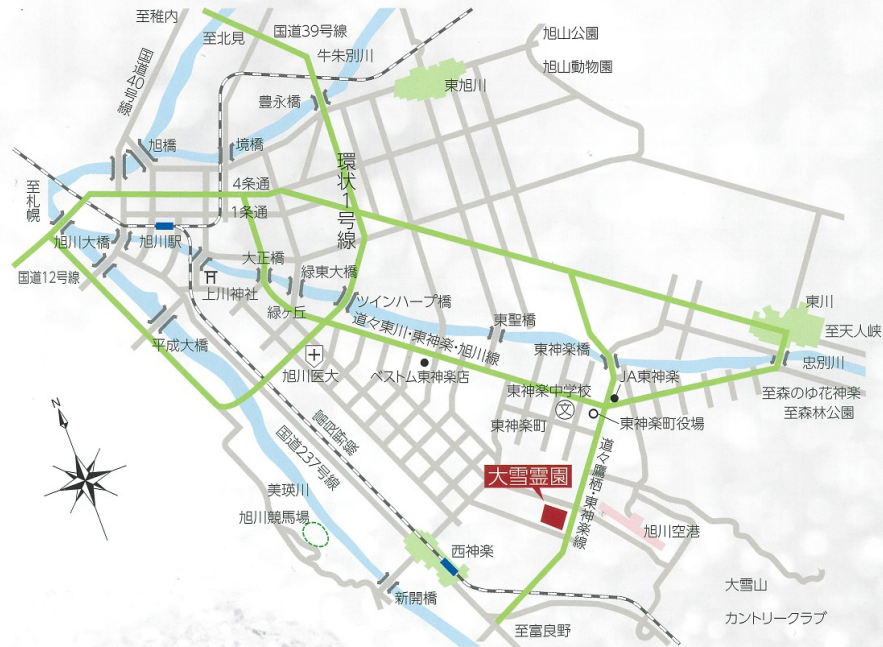 至稚内
至北見
国道39号線
牛朱別川
旭山公園
旭山動物園
国道40号線
豊永橋
東旭川
旭橋
境橋
環状1号線
至札幌
4条通
1条通
旭川大橋
旭川駅
大正橋
緑東大橋
国道12号線
上川神社
緑ヶ丘
ツインハープ橋
東川
至天人峡
平成大橋
道々東川・東神楽・旭川線
東聖橋
東神楽橋
忠別川
旭川医大
ベストム東神楽店
JA東神楽
東神楽中学校
文
至森のゆ花神楽
至森林公園
東神楽町
東神楽町役場
N
富良野線
国道237号線
道々鷹栖・東神楽線
大雪霊園
美瑛川
旭川競馬場
旭川空港
西神楽
新開橋
大雪山
カントリークラブ
至富良野